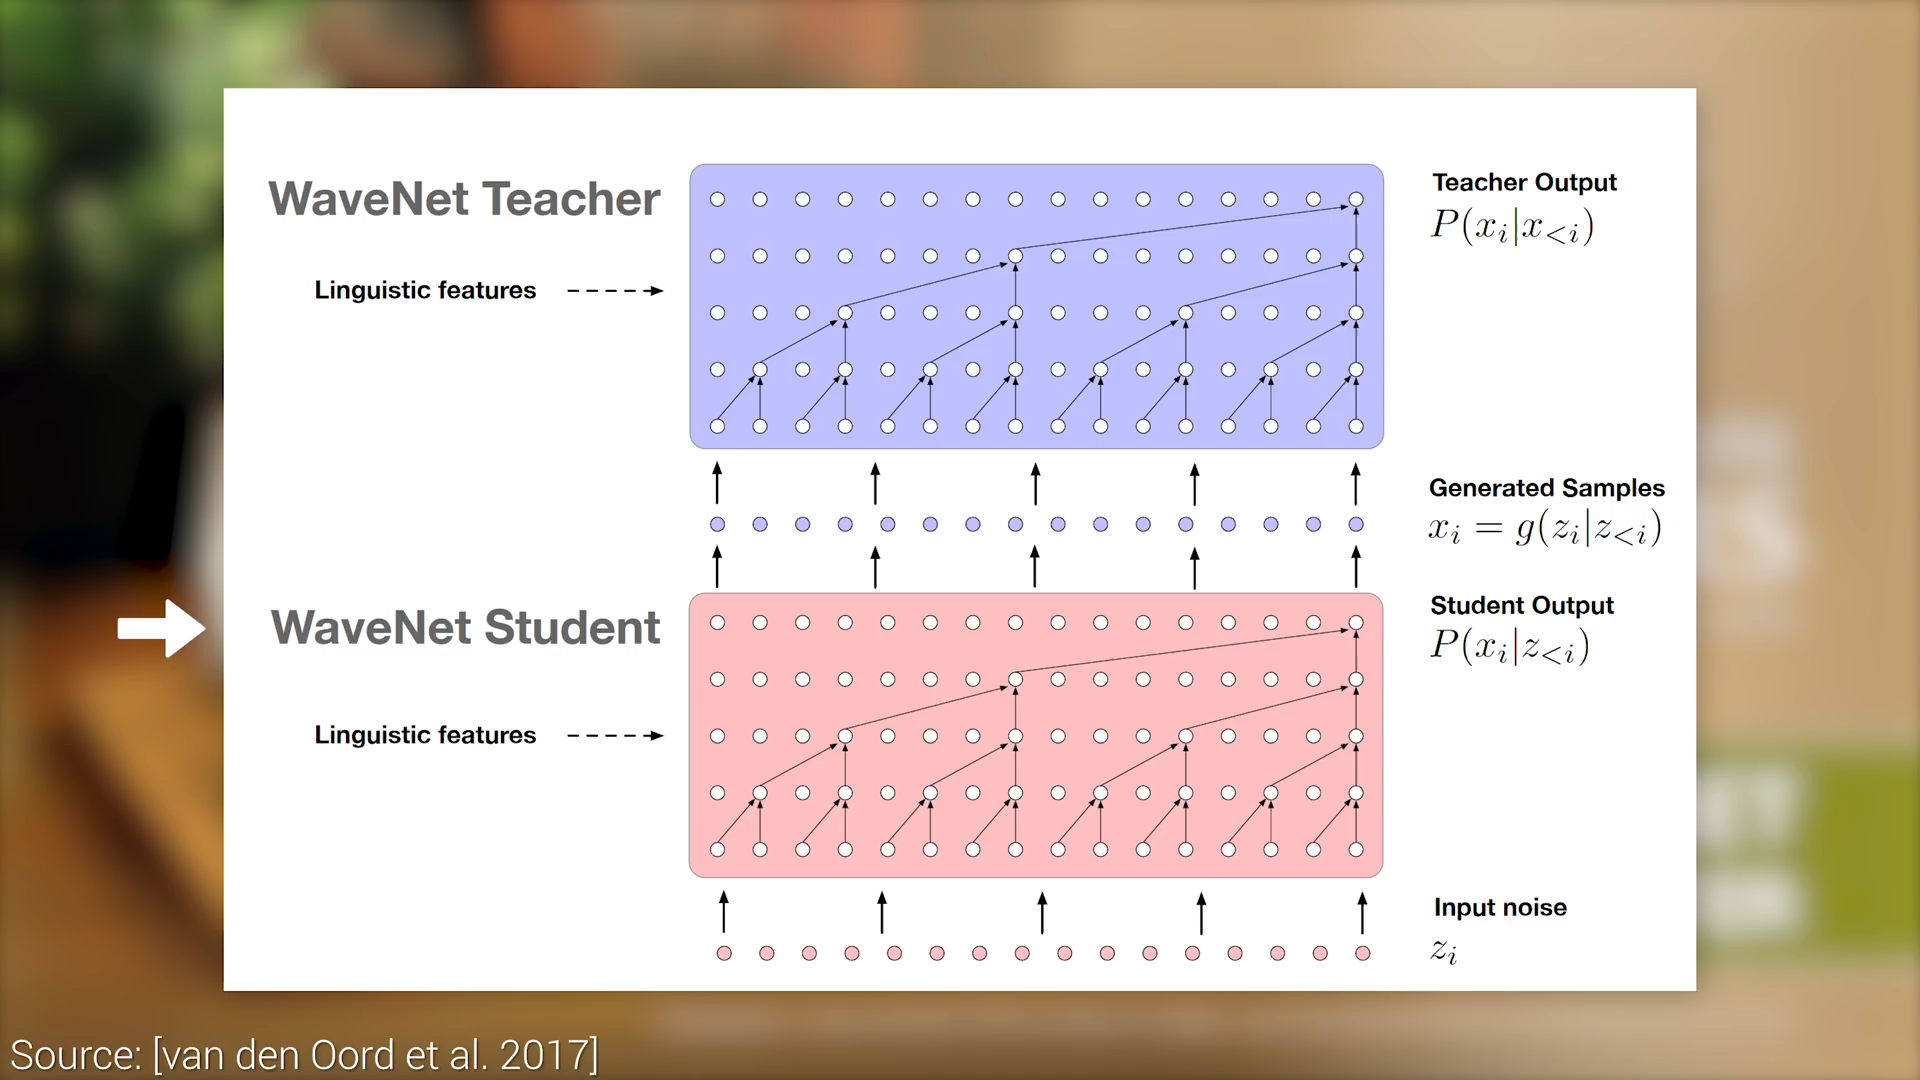 WaveNet Teacher
Linguistic features
Teacher Output
P(x_i|x_{<i})
Generated Samples
x_i = g(z_i|z_{<i})
WaveNet Student
Linguistic features
Student Output
P(x_i|z_{<i})
Input noise
z_i
Source: [van den Oord et al. 2017]